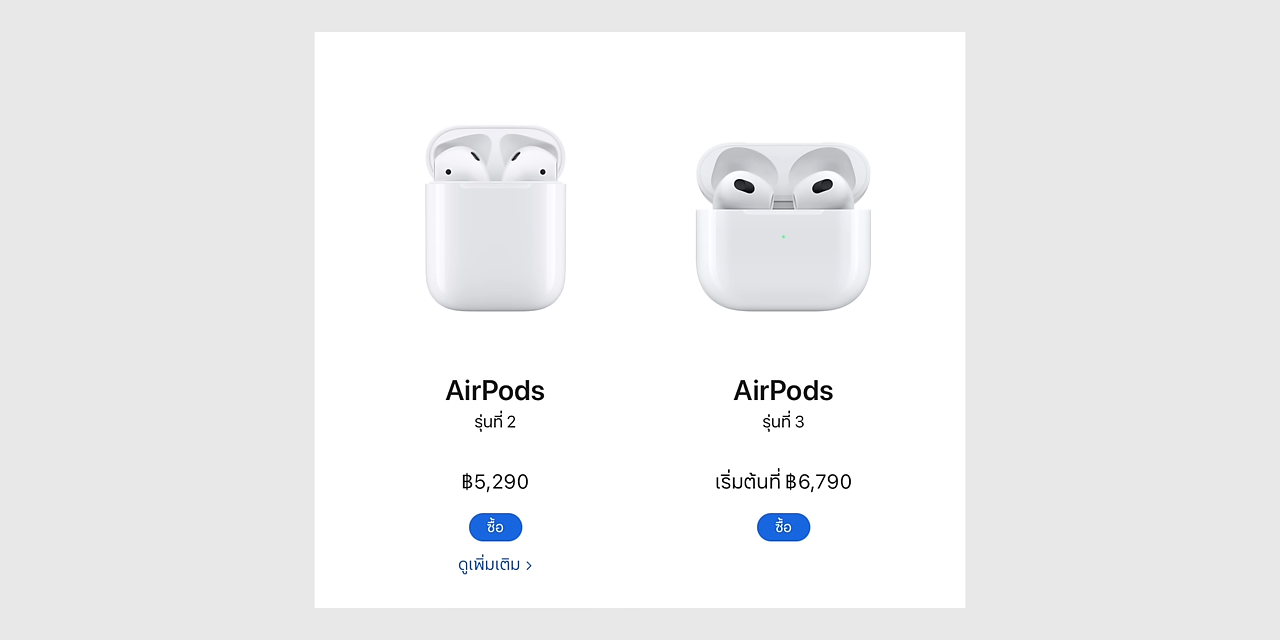 AirPods
รุ่นที่ 2
฿5,290
ซื้อ
ดูเพิ่มเติม >
AirPods
รุ่นที่ 3
เริ่มต้นที่ ฿6,790
ซื้อ